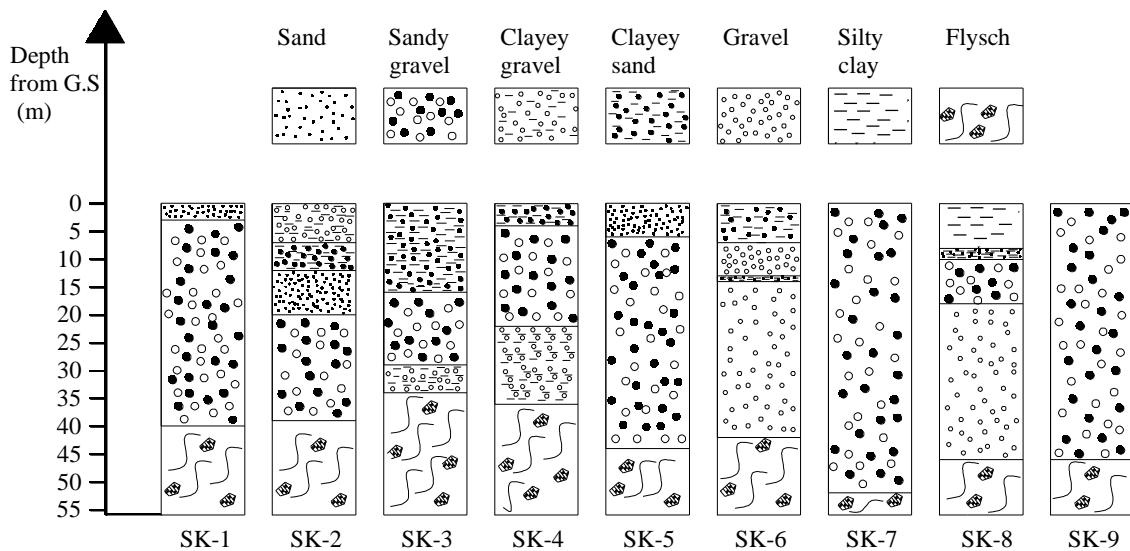 Depth
from G.S
(m)
Sand
Sandy
gravel
Clayey
gravel
Clayey
sand
Gravel
Silty
clay
Flysch
0
5
10
15
20
25
30
35
40
45
50
55
SK-1
SK-2
SK-3
SK-4
SK-5
SK-6
SK-7
SK-8
SK-9